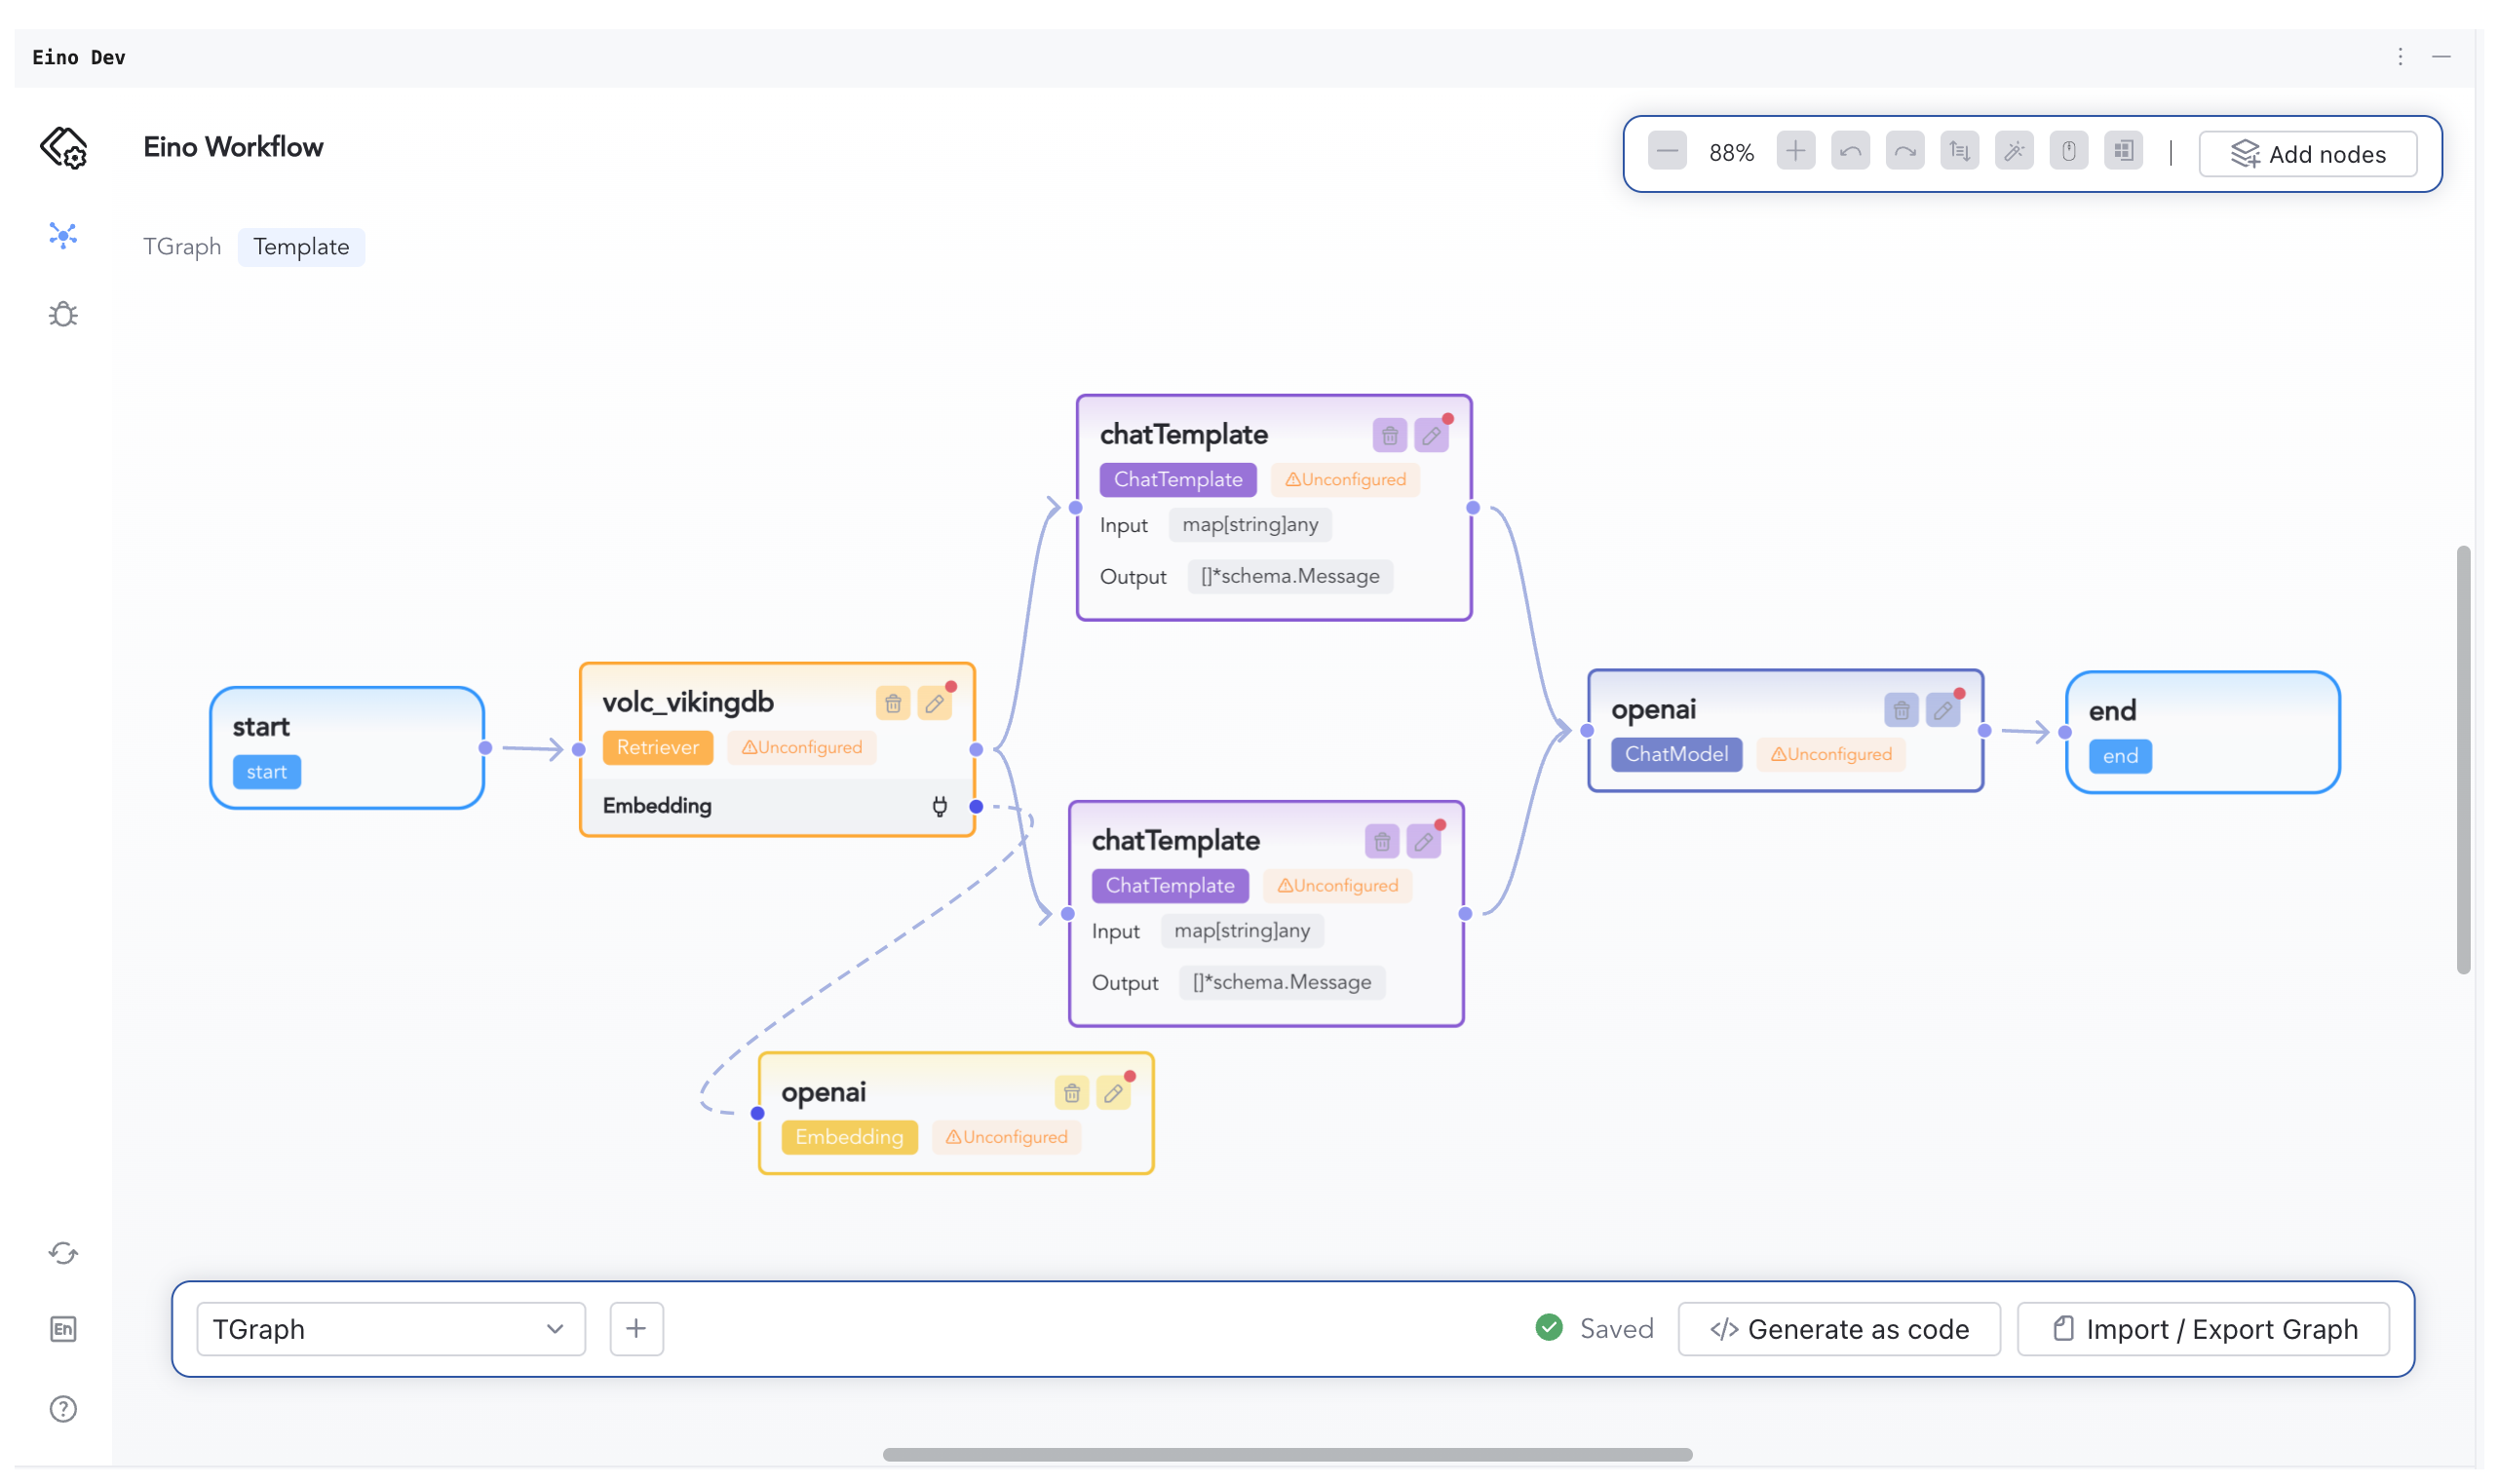 Eino Dev
Eino Workflow
88%
Add nodes
TGraph Template
chatTemplate
ChatTemplate Unconfigured
Input map[string]any
Output []*schema.Message
start
start
volc_vikingdb
Retriever Unconfigured
Embedding
openai
ChatModel Unconfigured
end
end
chatTemplate
ChatTemplate Unconfigured
Input map[string]any
Output []*schema.Message
openai
Embedding Unconfigured
En
TGraph
Saved
</> Generate as code
Import / Export Graph